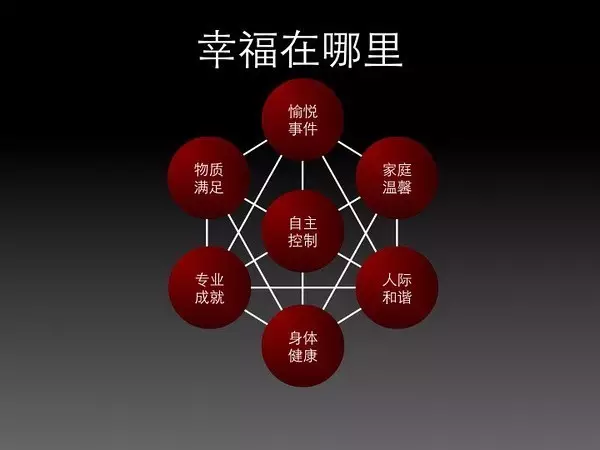 幸福在哪里
愉悦
事件
物质
满足
家庭
温馨
自主
控制
专业
成就
人际
和谐
身体
健康